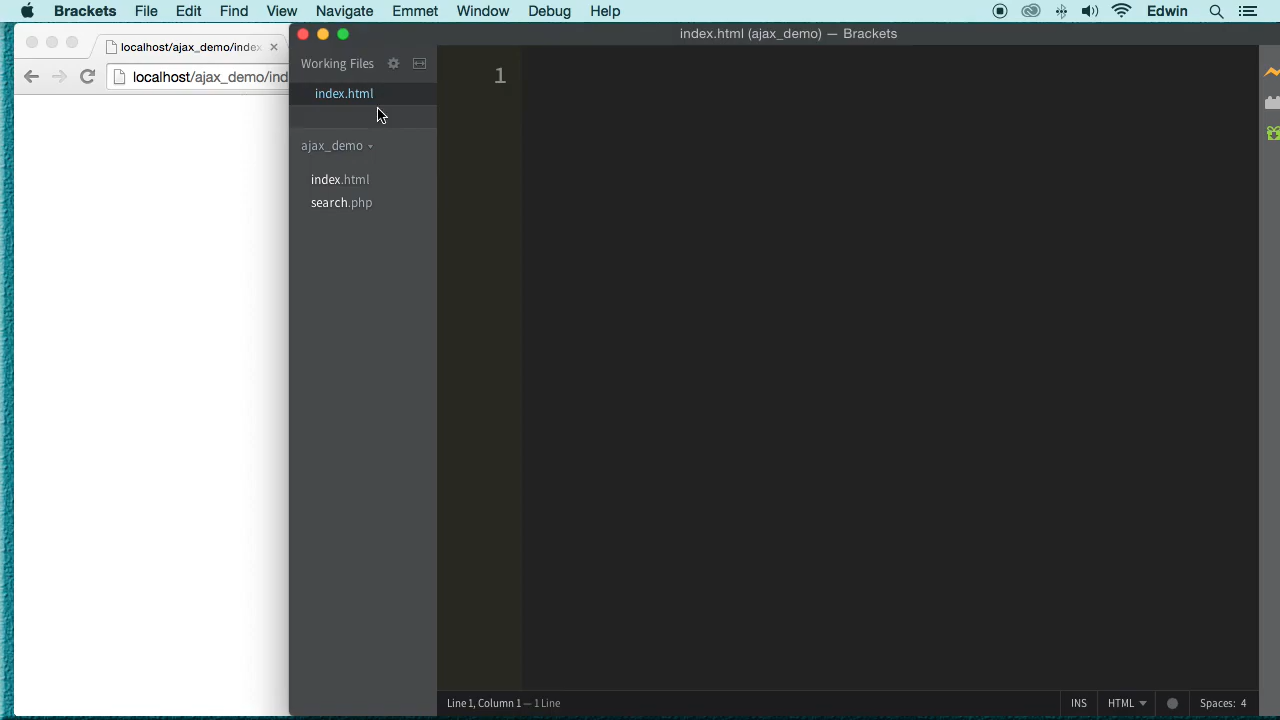 Brackets File Edit Find View Navigate Emmet Window Debug Help Edwin
localhost/ajax_demo/index
localhost/ajax_demo/ind
index.html (ajax_demo) — Brackets
Working Files
index.html
ajax_demo
index.html
search.php
1
Line 1, Column 1 — 1 Line
INS HTML Spaces: 4